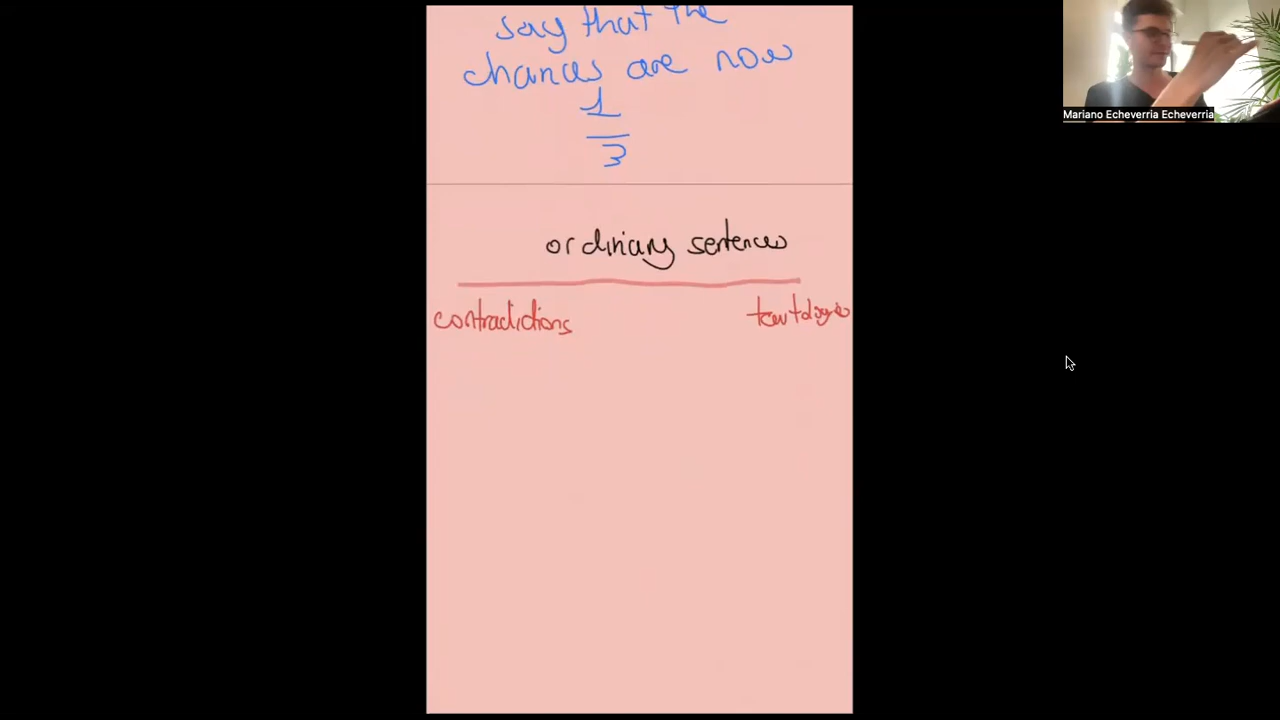 say that the
chances are now
1
3
Mariano Echeverria Echeverria
ordinary sentences
contradictions
tautologies